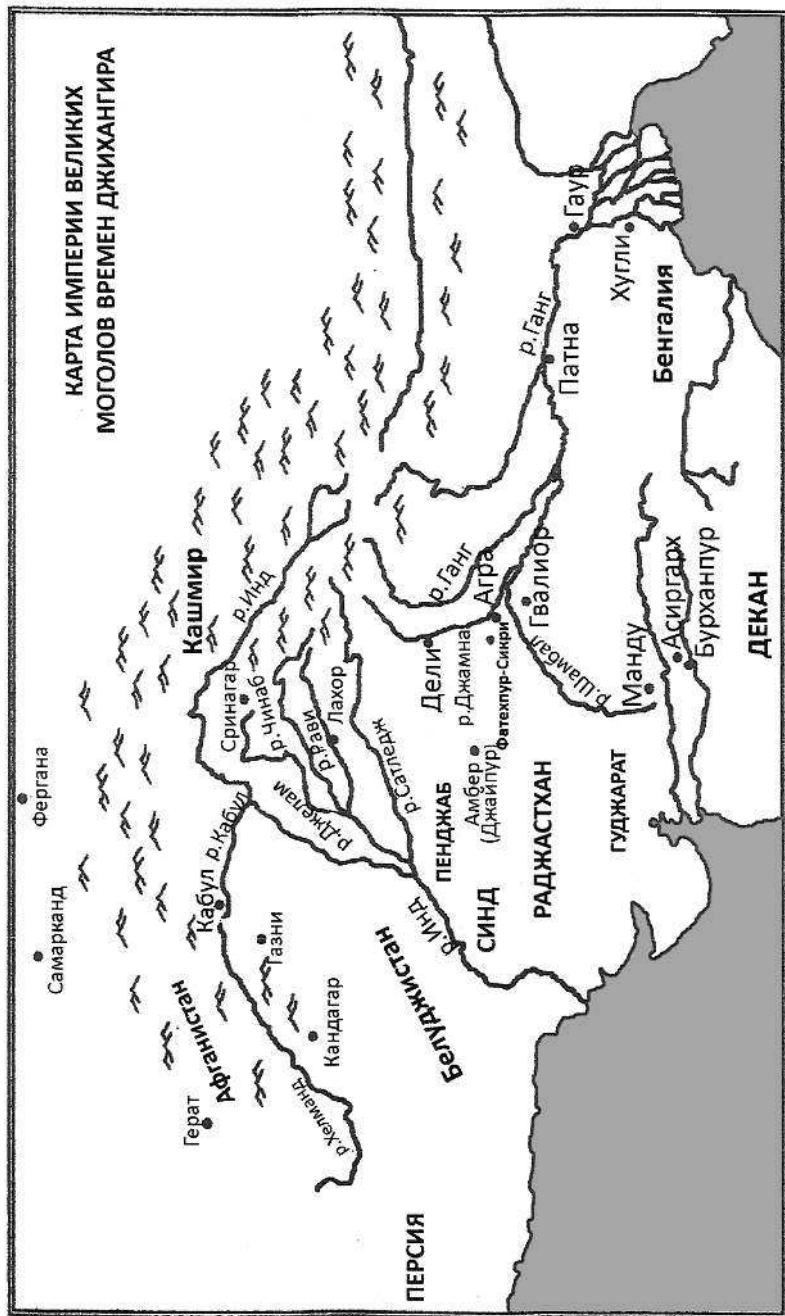 КАРТА ИМПЕРИИ ВЕЛИКИХ
МОГОЛОВ ВРЕМЕН ДЖИХАНГИРА
Самарканд
Фергана
Герат
Афганистан
Кабул
р.Кабул
Кашмир
р.Инд
Газни
Сринагар
р.Чинаб
Кандагар
р.Хелманд
р.Джелам
р.Рави
Лахор
р.Сатледж
ПЕРСИЯ
Белуджистан
р.Инд
ПЕНДЖАБ
СИНД
Дели
р.Джамна
р.Ганг
Амбер
(Джайпур)
Фатехпур-Сикри
Агра
Гвалиор
р.Ганг
Патна
Гаур
РАДЖАСТХАН
р.Шамбал
Хугли
ГУДЖАРАТ
Манду
Асиргарх
Бурханпур
Бенгалия
ДЕКАН